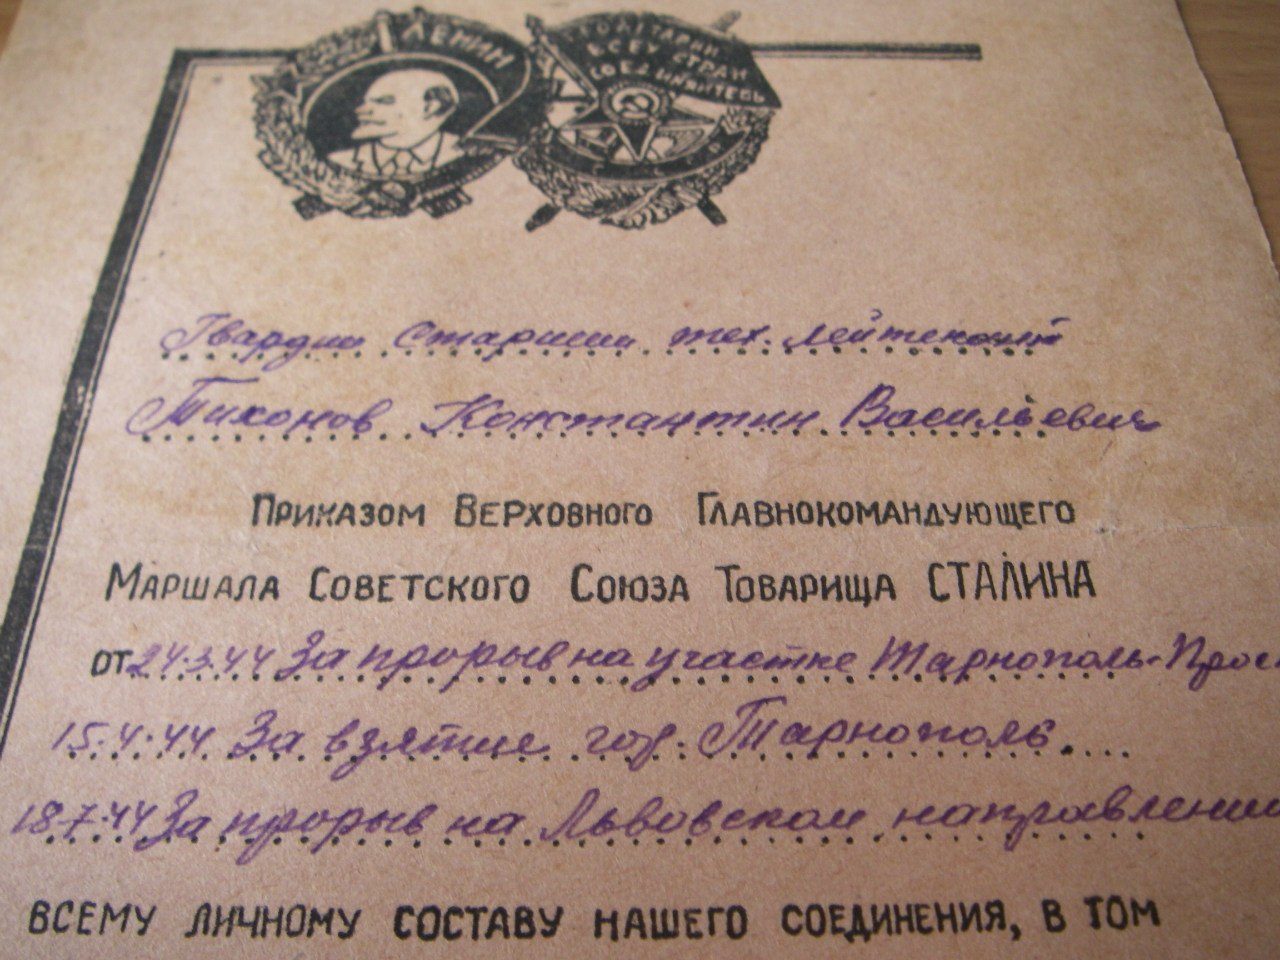 ЛЕНИН
ПРОЛЕТАРИИ
ВСЕХ СТРАН
СОЕДИНЯЙТЕСЬ
Гвардии Старший тех. лейтенант
Тихонов Константин Васильевич
Приказом Верховного Главнокомандующего
Маршала Советского Союза Товарища СТАЛИНА
от 24.3.44 За прорыв на участке Тарнополь-Прос
15.4.44 За взятие гор. Тарнополь
18.7.44 За прорыв на Львовском направлении
ВСЕМУ ЛИЧНОМУ СОСТАВУ НАШЕГО СОЕДИНЕНИЯ, В ТОМ